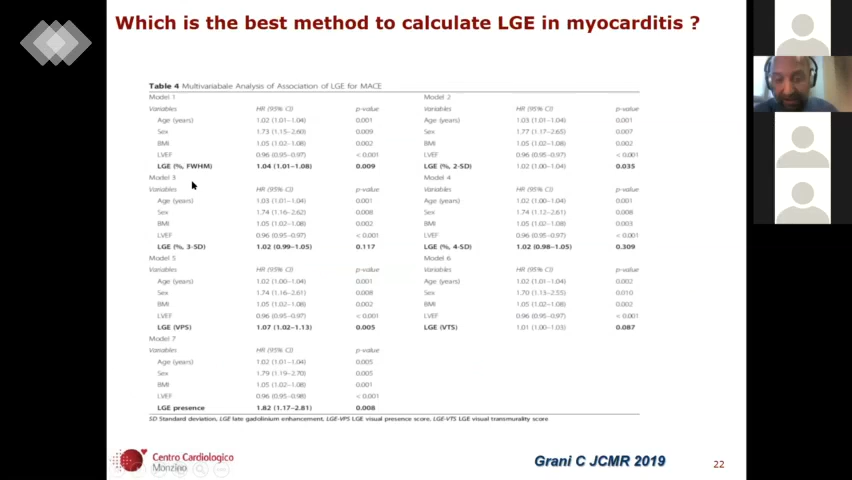 Which is the best method to calculate LGE in myocarditis ?
Table 4 Multivariabale Analysis of Association of LGE for MACE
Model 1
Variables HR (95% CI) p-value
Age (years) 1.02 (1.01–1.04) 0.001
Sex 1.73 (1.15–2.60) 0.009
BMI 1.05 (1.02–1.08) 0.002
LVEF 0.96 (0.95–0.97) < 0.001
LGE (%, FWHM) 1.04 (1.01–1.08) 0.009
Model 2
Variables HR (95% CI) p-value
Age (years) 1.03 (1.01–1.04) 0.001
Sex 1.77 (1.17–2.65) 0.007
BMI 1.05 (1.02–1.08) 0.002
LVEF 0.96 (0.95–0.97) < 0.001
LGE (%, 2-SD) 1.02 (1.00–1.04) 0.035
Model 3
Variables HR (95% CI) p-value
Age (years) 1.03 (1.01–1.04) 0.001
Sex 1.74 (1.16–2.62) 0.008
BMI 1.05 (1.02–1.08) 0.002
LVEF 0.96 (0.95–0.97) < 0.001
LGE (%, 3-SD) 1.02 (0.99–1.05) 0.117
Model 4
Variables HR (95% CI) p-value
Age (years) 1.02 (1.00–1.04) 0.001
Sex 1.74 (1.12–2.61) 0.008
BMI 1.05 (1.02–1.08) 0.003
LVEF 0.96 (0.95–0.97) < 0.001
LGE (%, 4-SD) 1.02 (0.98–1.05) 0.309
Model 5
Variables HR (95% CI) p-value
Age (years) 1.02 (1.00–1.04) 0.001
Sex 1.74 (1.16–2.61) 0.008
BMI 1.05 (1.02–1.08) 0.002
LVEF 0.96 (0.95–0.97) < 0.001
LGE (VPS) 1.07 (1.02–1.13) 0.005
Model 6
Variables HR (95% CI) p-value
Age (years) 1.02 (1.01–1.04) 0.002
Sex 1.70 (1.13–2.55) 0.010
BMI 1.05 (1.02–1.08) 0.002
LVEF 0.96 (0.95–0.97) < 0.001
LGE (VTS) 1.01 (1.00–1.03) 0.087
Model 7
Variables HR (95% CI) p-value
Age (years) 1.02 (1.01–1.04) 0.005
Sex 1.79 (1.19–2.70) 0.005
BMI 1.05 (1.02–1.08) 0.001
LVEF 0.96 (0.95–0.98) < 0.001
LGE presence 1.82 (1.17–2.81) 0.008
SD Standard deviation, LGE late gadolinium enhancement, LGE-VPS LGE visual presence score, LGE-VTS LGE visual transmurality score
Centro Cardiologico
Monzino
Grani C JCMR 2019
22